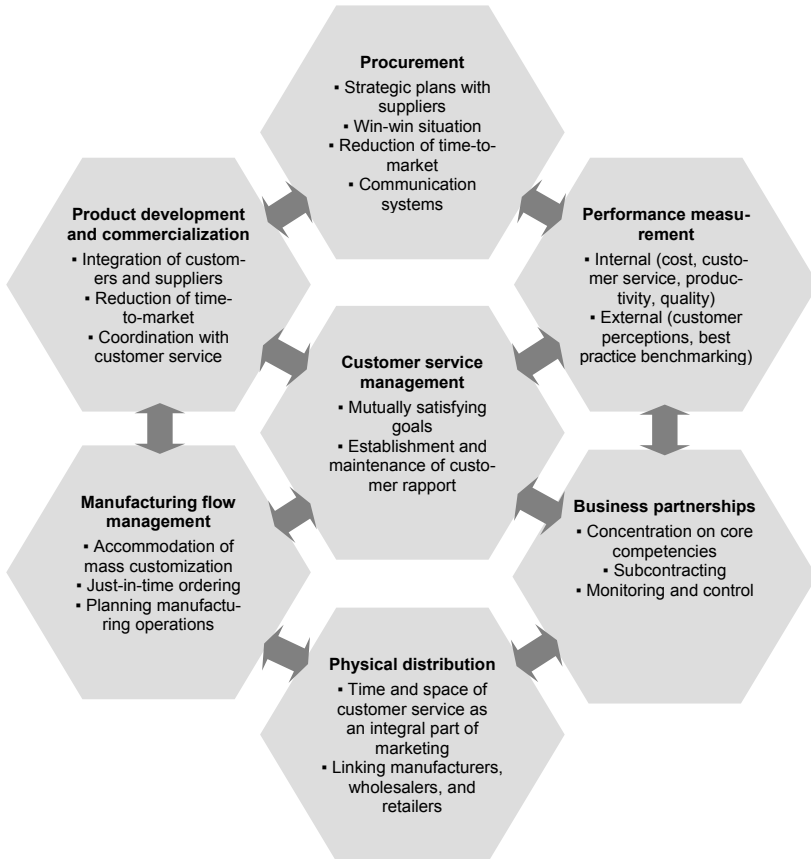 Procurement
▪ Strategic plans with
suppliers
▪ Win-win situation
▪ Reduction of time-to-
market
▪ Communication
systems
Product development
and commercialization
▪ Integration of custom-
ers and suppliers
▪ Reduction of time-
to-market
▪ Coordination with
customer service
Performance measu-
rement
▪ Internal (cost, custo-
mer service, produc-
tivity, quality)
▪ External (customer
perceptions, best
practice benchmarking)
Customer service
management
▪ Mutually satisfying
goals
▪ Establishment and
maintenance of custo-
mer rapport
Manufacturing flow
management
▪ Accommodation of
mass customization
▪ Just-in-time ordering
▪ Planning manufactu-
ring operations
Business partnerships
▪ Concentration on core
competencies
▪ Subcontracting
▪ Monitoring and control
Physical distribution
▪ Time and space of
customer service as
an integral part of
marketing
▪ Linking manufacturers,
wholesalers, and
retailers